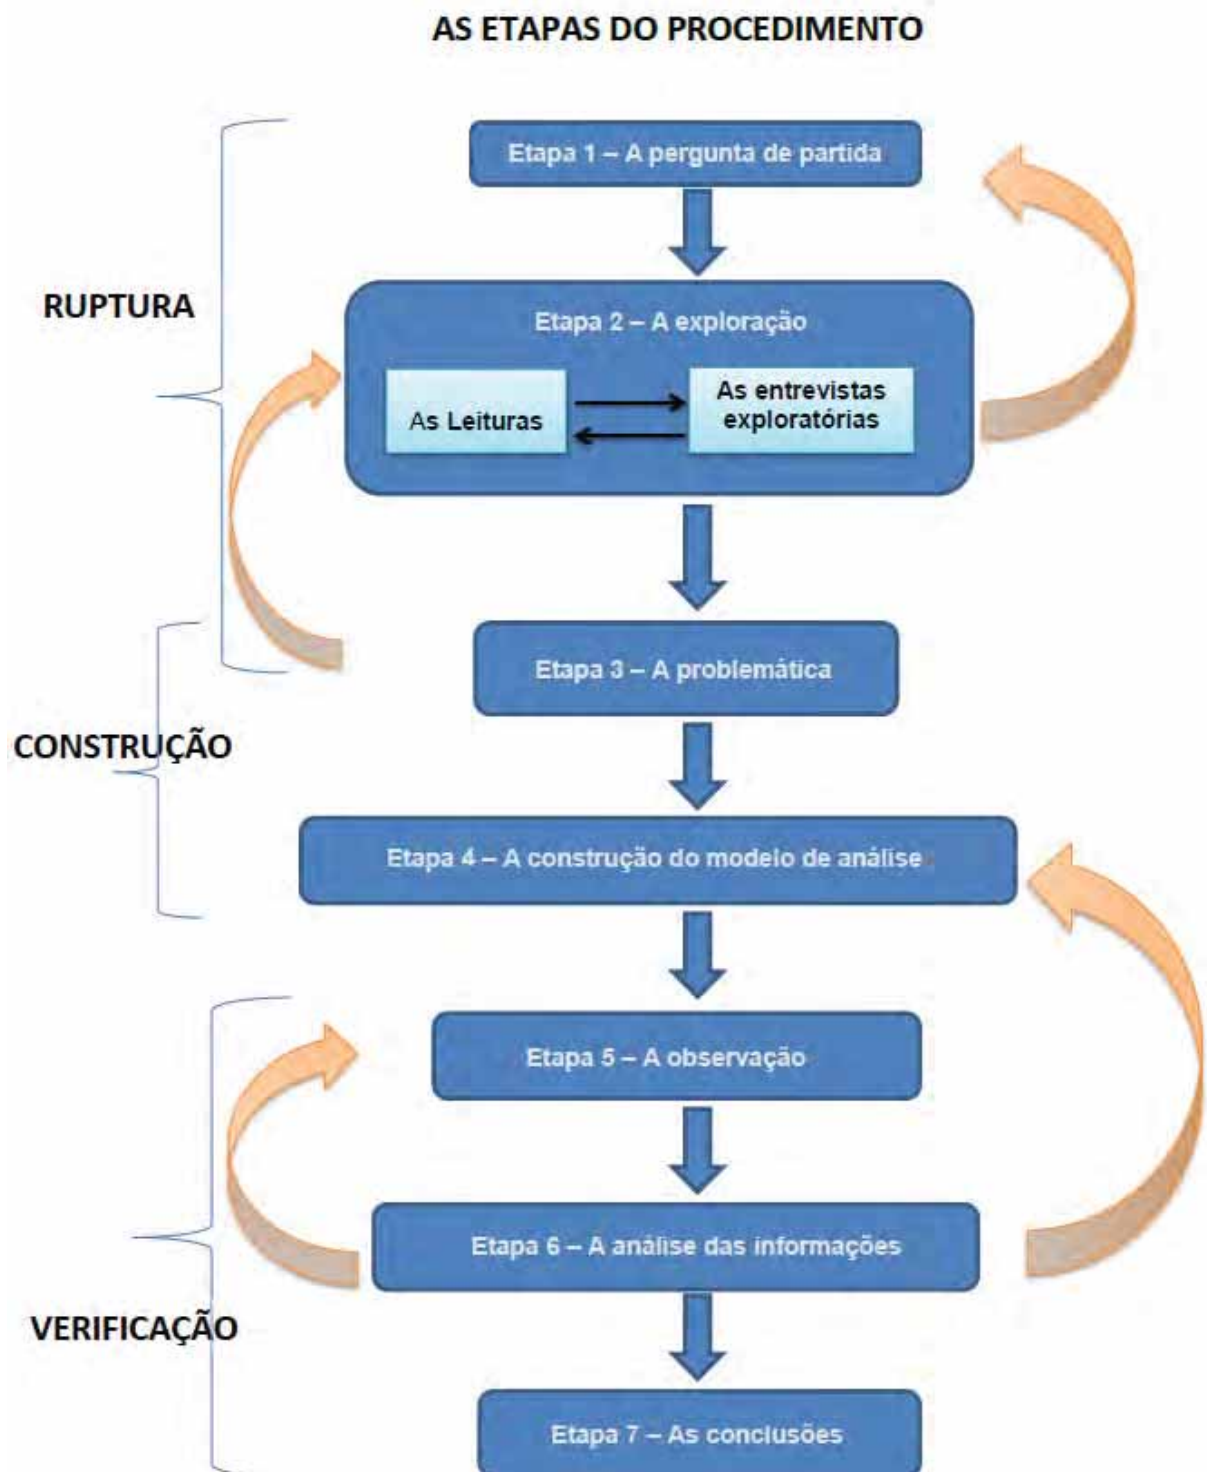 AS ETAPAS DO PROCEDIMENTO
Etapa 1 – A pergunta de partida
RUPTURA
Etapa 2 – A exploração
As Leituras
As entrevistas
exploratórias
Etapa 3 – A problemática
CONSTRUÇÃO
Etapa 4 – A construção do modelo de análise
Etapa 5 – A observação
Etapa 6 – A análise das informações
VERIFICAÇÃO
Etapa 7 – As conclusões